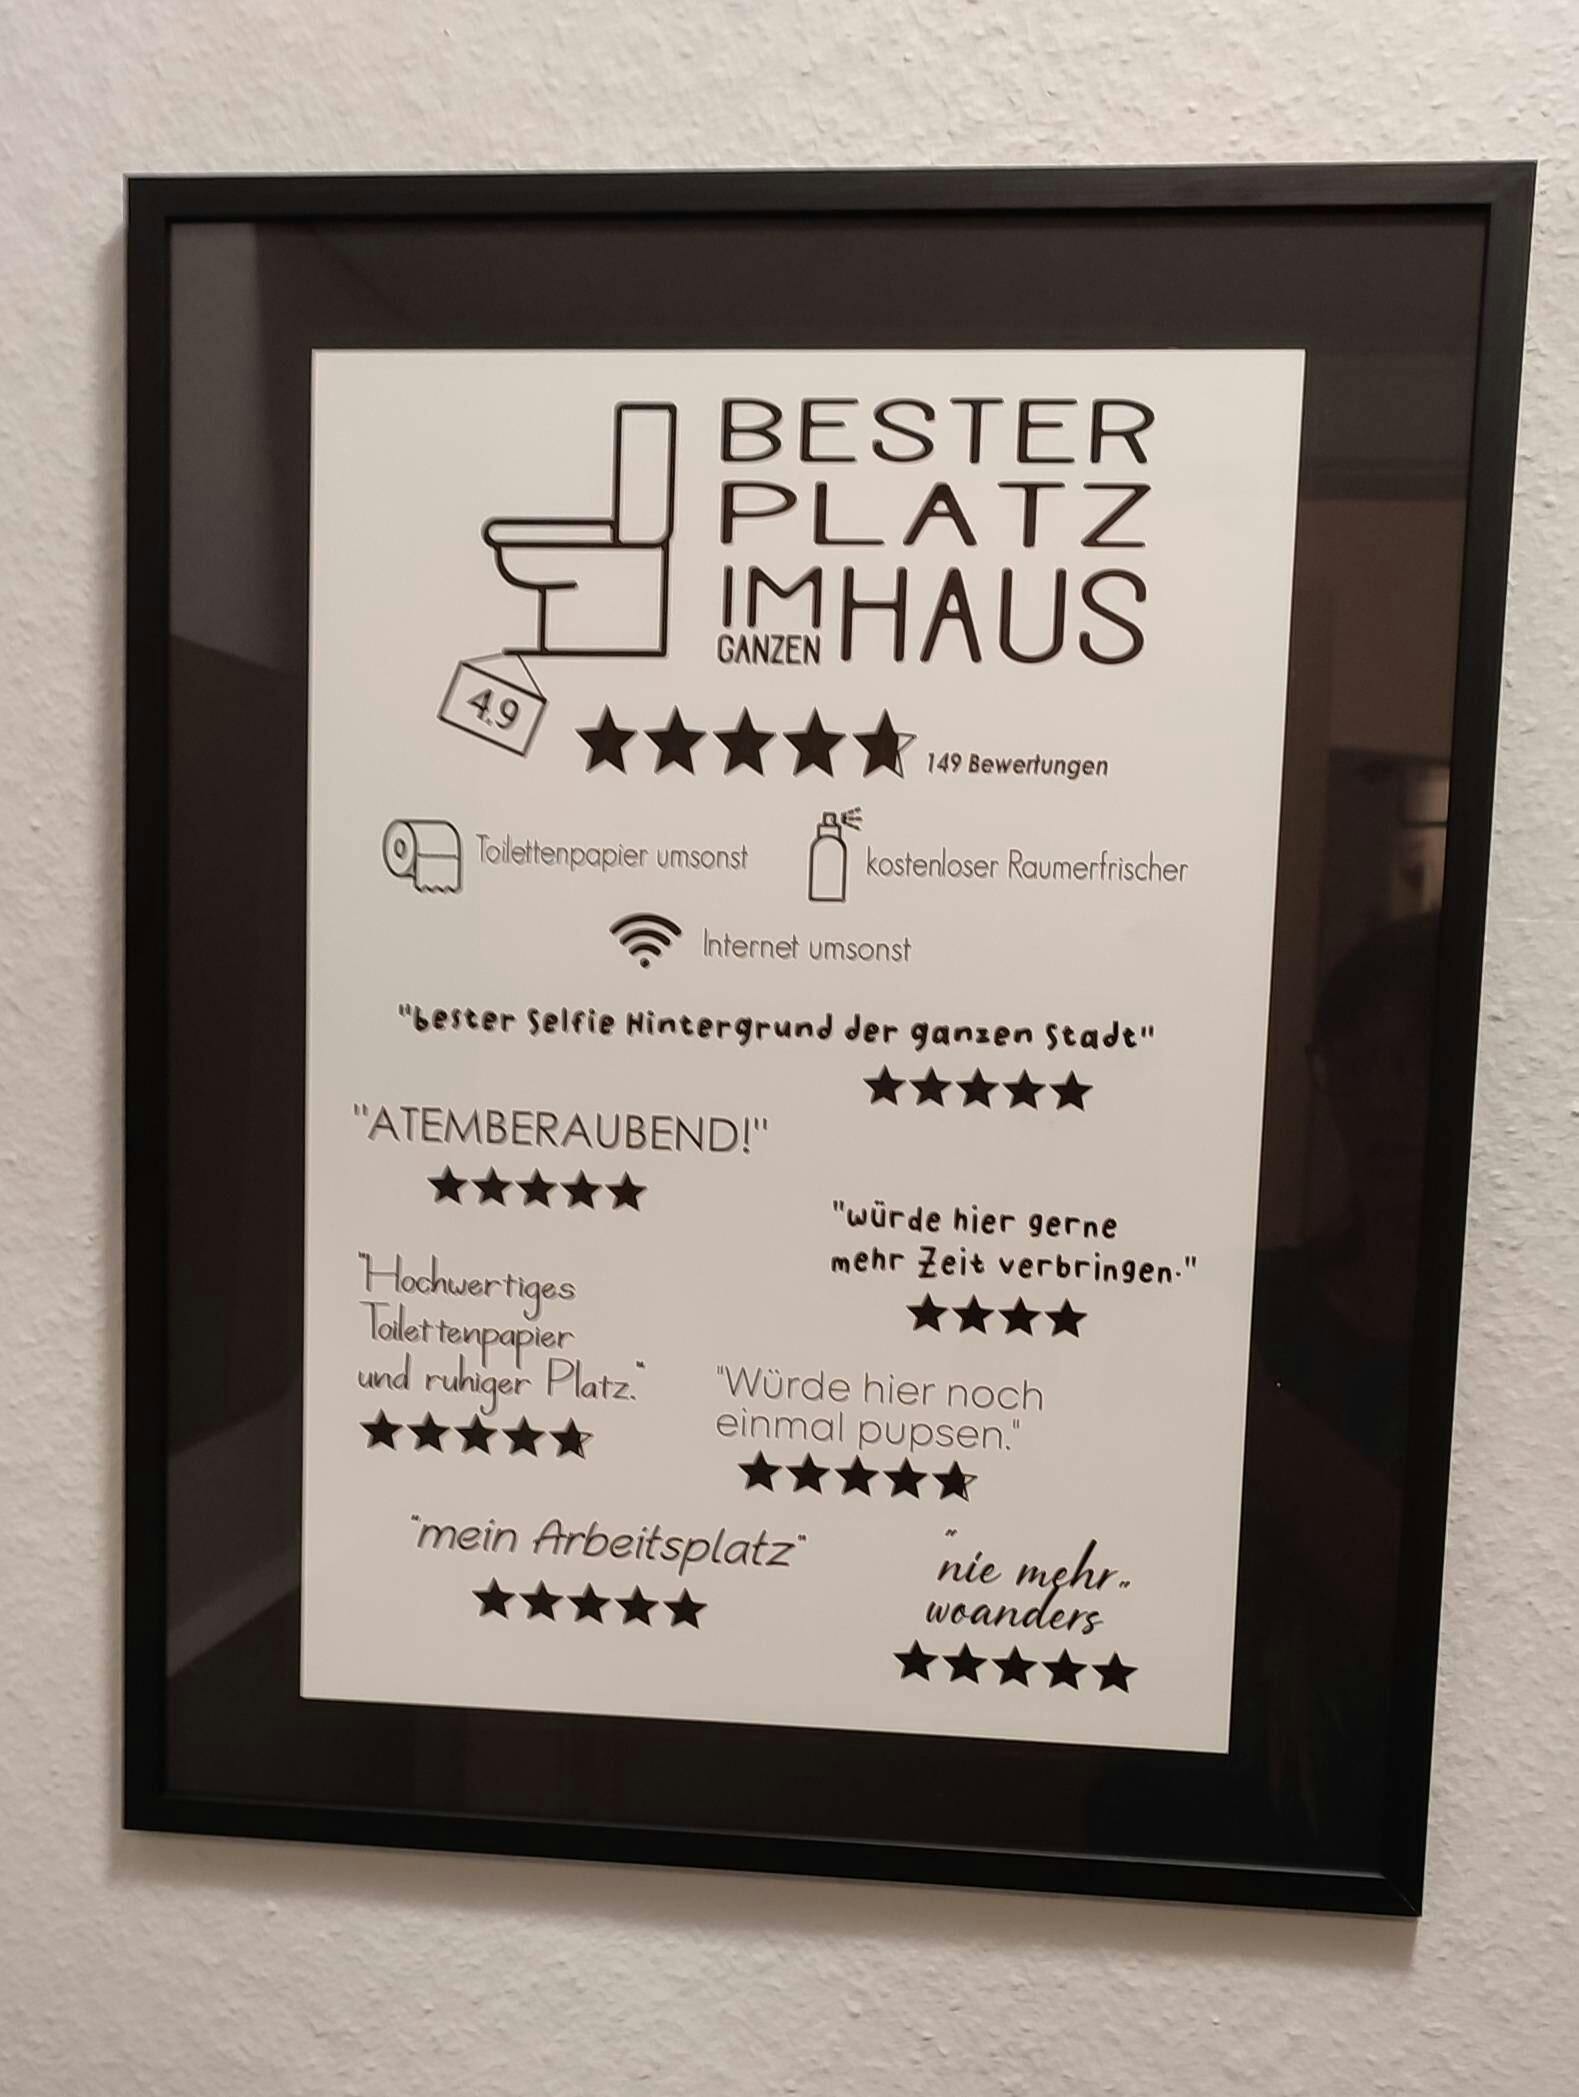 BESTER
PLATZ
IM GANZEN HAUS
4.9
149 Bewertungen
Toilettenpapier umsonst
kostenloser Raumerfrischer
Internet umsonst
"bester Selfie Hintergrund der ganzen Stadt"
"ATEMBERAUBEND!"
"würde hier gerne
mehr Zeit verbringen."
"Hochwertiges
Toilettenpapier
und ruhiger Platz."
"Würde hier noch
einmal pupsen."
"mein Arbeitsplatz"
"nie mehr"
woanders